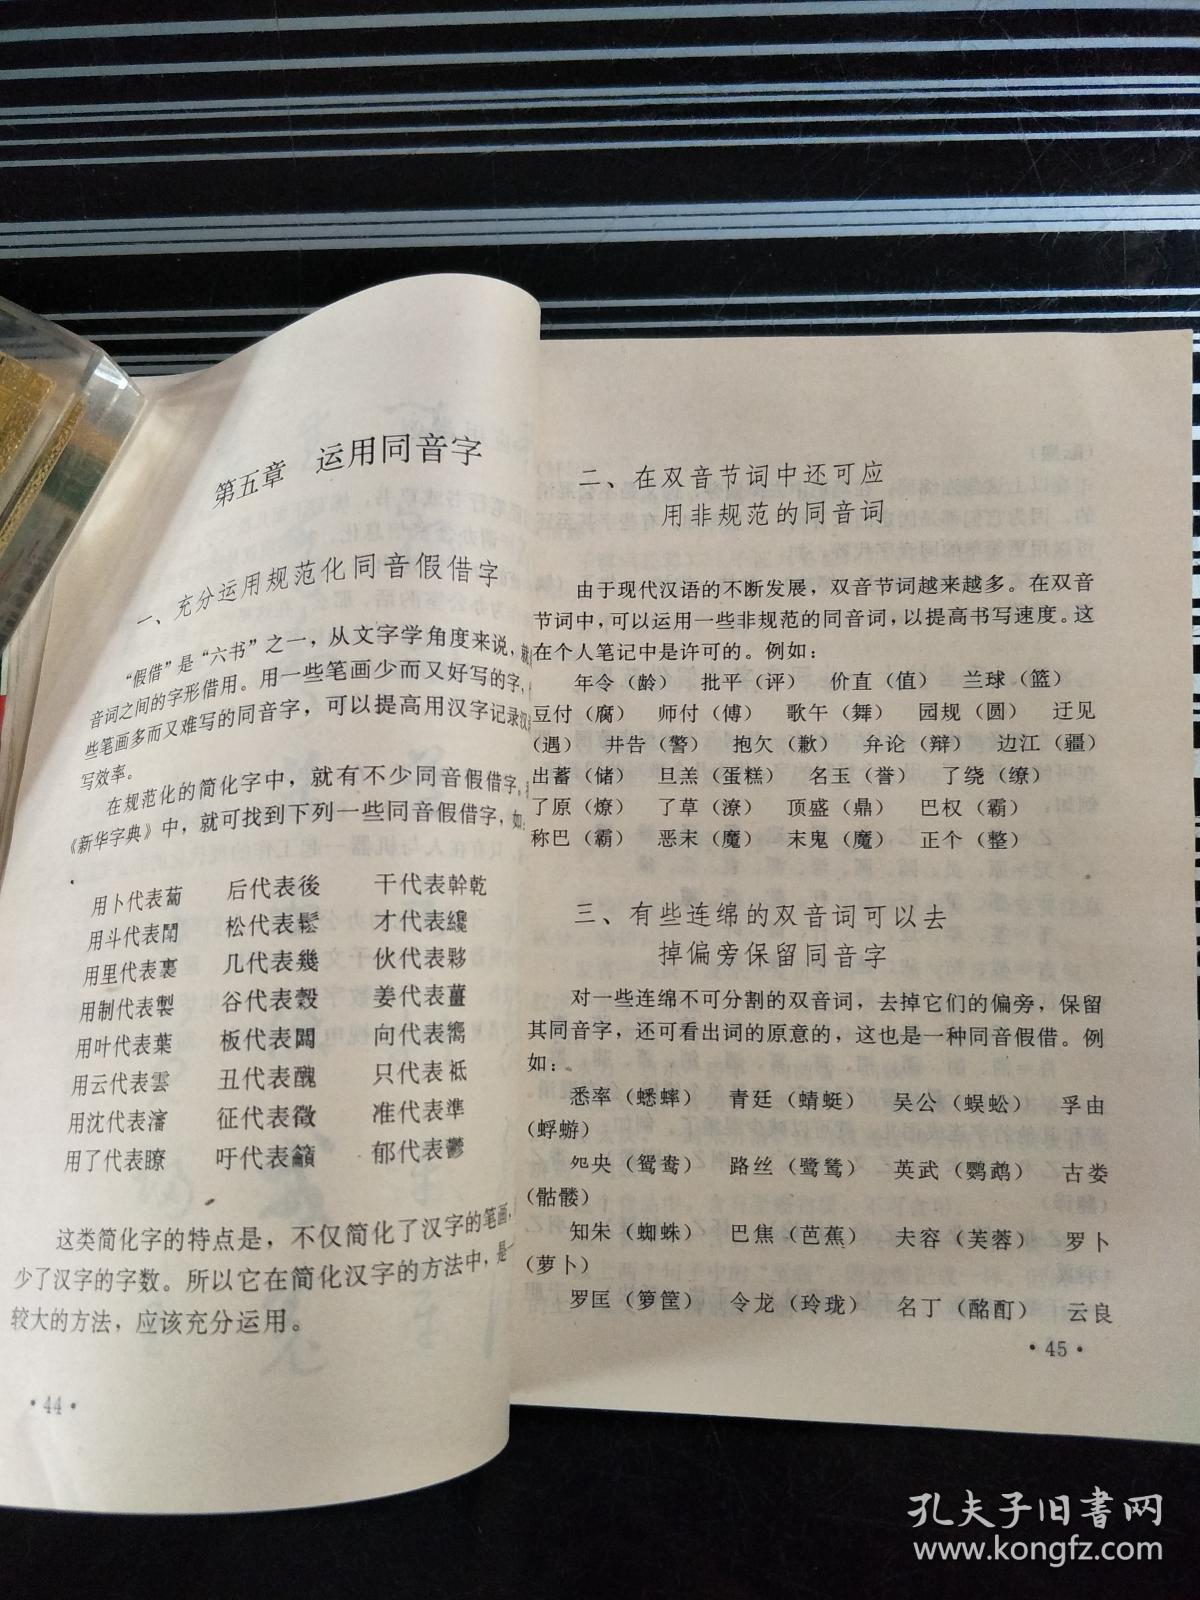 第五章 运用同音字
一、充分运用规范化同音假借字
“假借”是“六书”之一，从文字学角度来说，就
音词之间的字形借用。用一些笔画少而又好写的字，
些笔画多而又难写的同音字，可以提高用汉字记录汉
写效率。
在规范化的简化字中，就有不少同音假借字，
《新华字典》中，就可找到下列一些同音假借字，如：
用卜代表蔔 后代表後 干代表幹乾
用斗代表鬧 松代表鬆 才代表纔
用里代表裏 几代表幾 伙代表夥
用制代表製 谷代表穀 姜代表薑
用叶代表葉 板代表闆 向代表嚮
用云代表雲 丑代表醜 只代表祇
用沈代表瀋 征代表徵 准代表準
用了代表瞭 吁代表籲 郁代表鬱
这类简化字的特点是，不仅简化了汉字的笔画，
少了汉字的字数。所以它在简化汉字的方法中，是一
较大的方法，应该充分运用。
·44·
二、在双音节词中还可应
用非规范的同音词
由于现代汉语的不断发展，双音节词越来越多。在双音
节词中，可以运用一些非规范的同音词，以提高书写速度。这
在个人笔记中是许可的。例如：
年令（龄） 批平（评） 价直（值） 兰球（篮）
豆付（腐） 师付（傅） 歌午（舞） 园规（圆） 迂见
（遇） 井告（警） 抱欠（歉） 弁论（辩） 边江（疆）
出蓄（储） 旦羔（蛋糕） 名玉（誉） 了绕（缭）
了原（燎） 了草（潦） 顶盛（鼎） 巴权（霸）
称巴（霸） 恶末（魔） 末鬼（魔） 正个（整）
三、有些连绵的双音词可以去
掉偏旁保留同音字
对一些连绵不可分割的双音词，去掉它们的偏旁，保留
其同音字，还可看出词的原意的，这也是一种同音假借。例
如：
悉率（蟋蟀） 青廷（蜻蜓） 吴公（蜈蚣） 孚由
（蜉蝣）
夗央（鸳鸯） 路丝（鹭鸶） 英武（鹦鹉） 古娄
（骷髅）
知朱（蜘蛛） 巴焦（芭蕉） 夫容（芙蓉） 罗卜
（萝卜）
罗匡（箩筐） 令龙（玲珑） 名丁（酩酊） 云良
·45·
孔夫子旧书网
www.kongfz.com